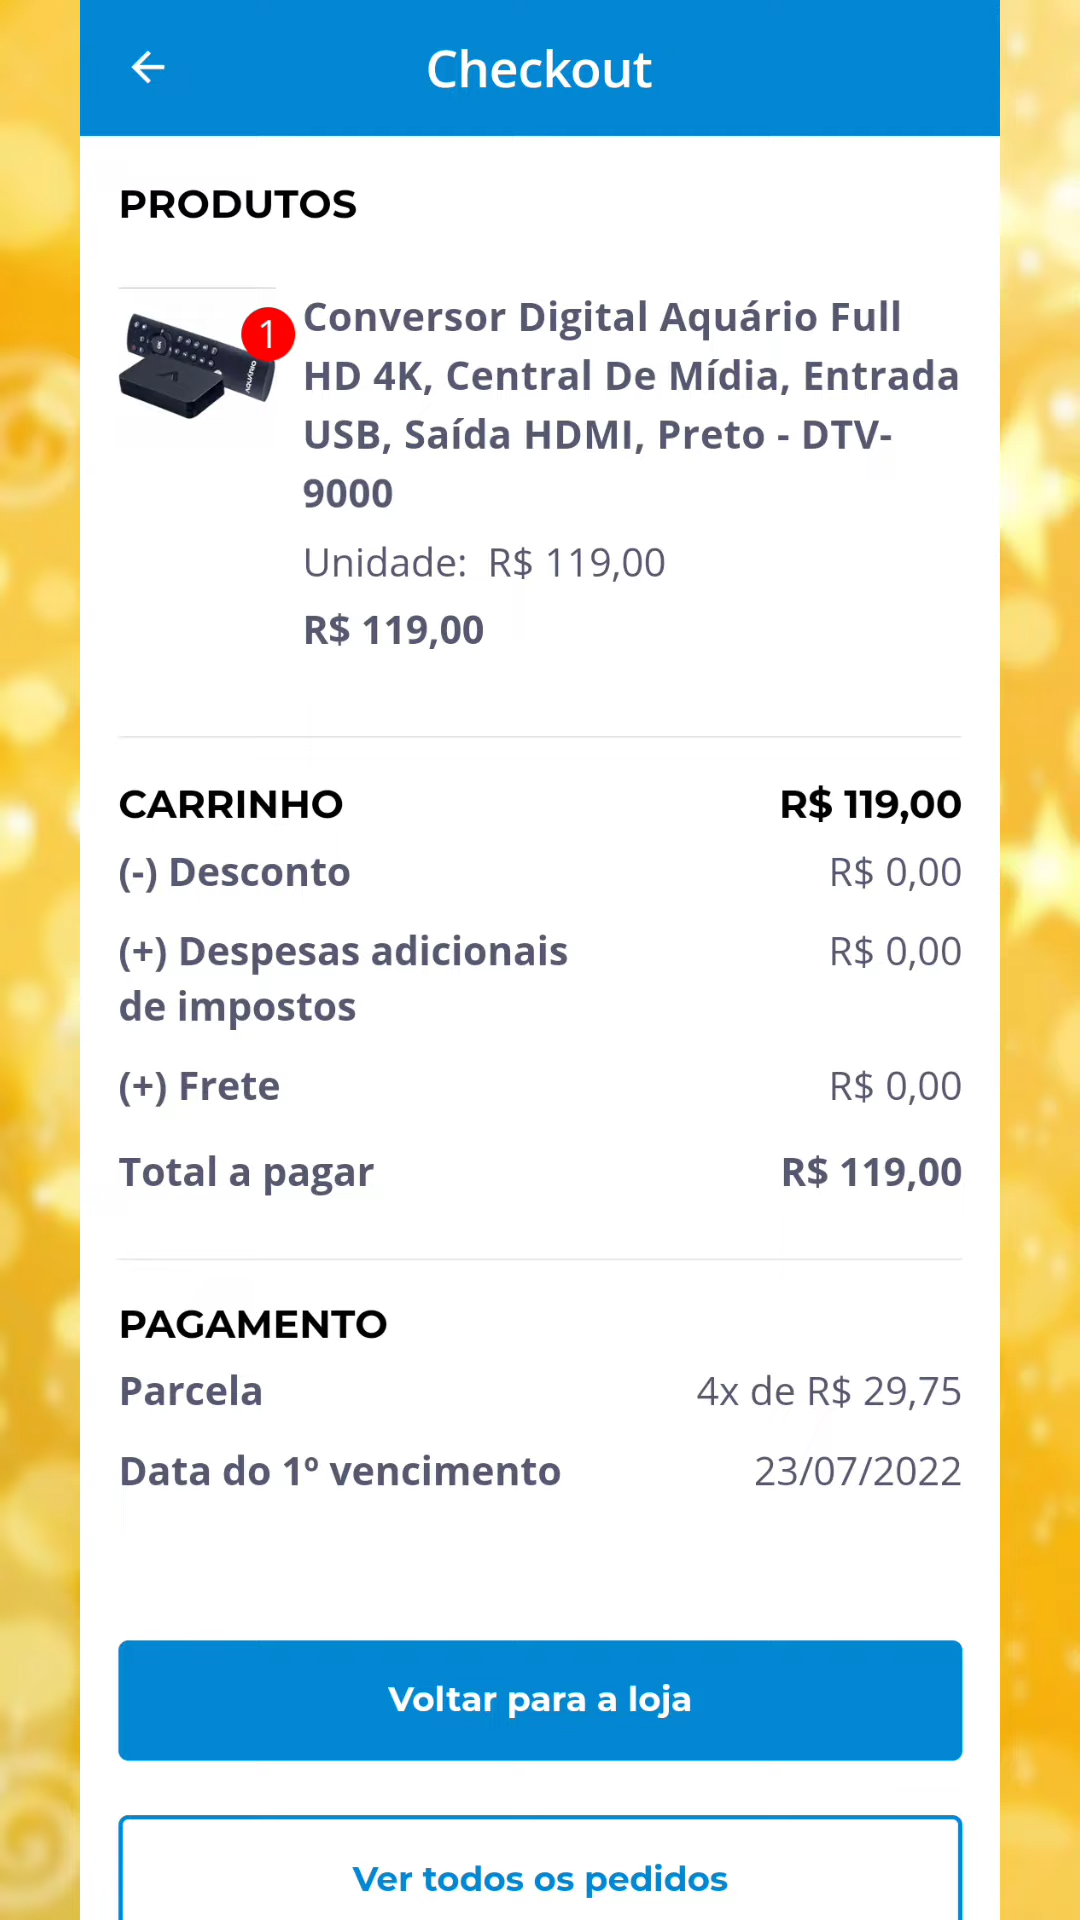 Checkout
PRODUTOS
1
Conversor Digital Aquário Full
HD 4K, Central De Mídia, Entrada
USB, Saída HDMI, Preto - DTV-
9000
Unidade: R$ 119,00
R$ 119,00
CARRINHO R$ 119,00
(-) Desconto R$ 0,00
(+) Despesas adicionais R$ 0,00
de impostos
(+) Frete R$ 0,00
Total a pagar R$ 119,00
PAGAMENTO
Parcela 4x de R$ 29,75
Data do 1º vencimento 23/07/2022
Voltar para a loja
Ver todos os pedidos